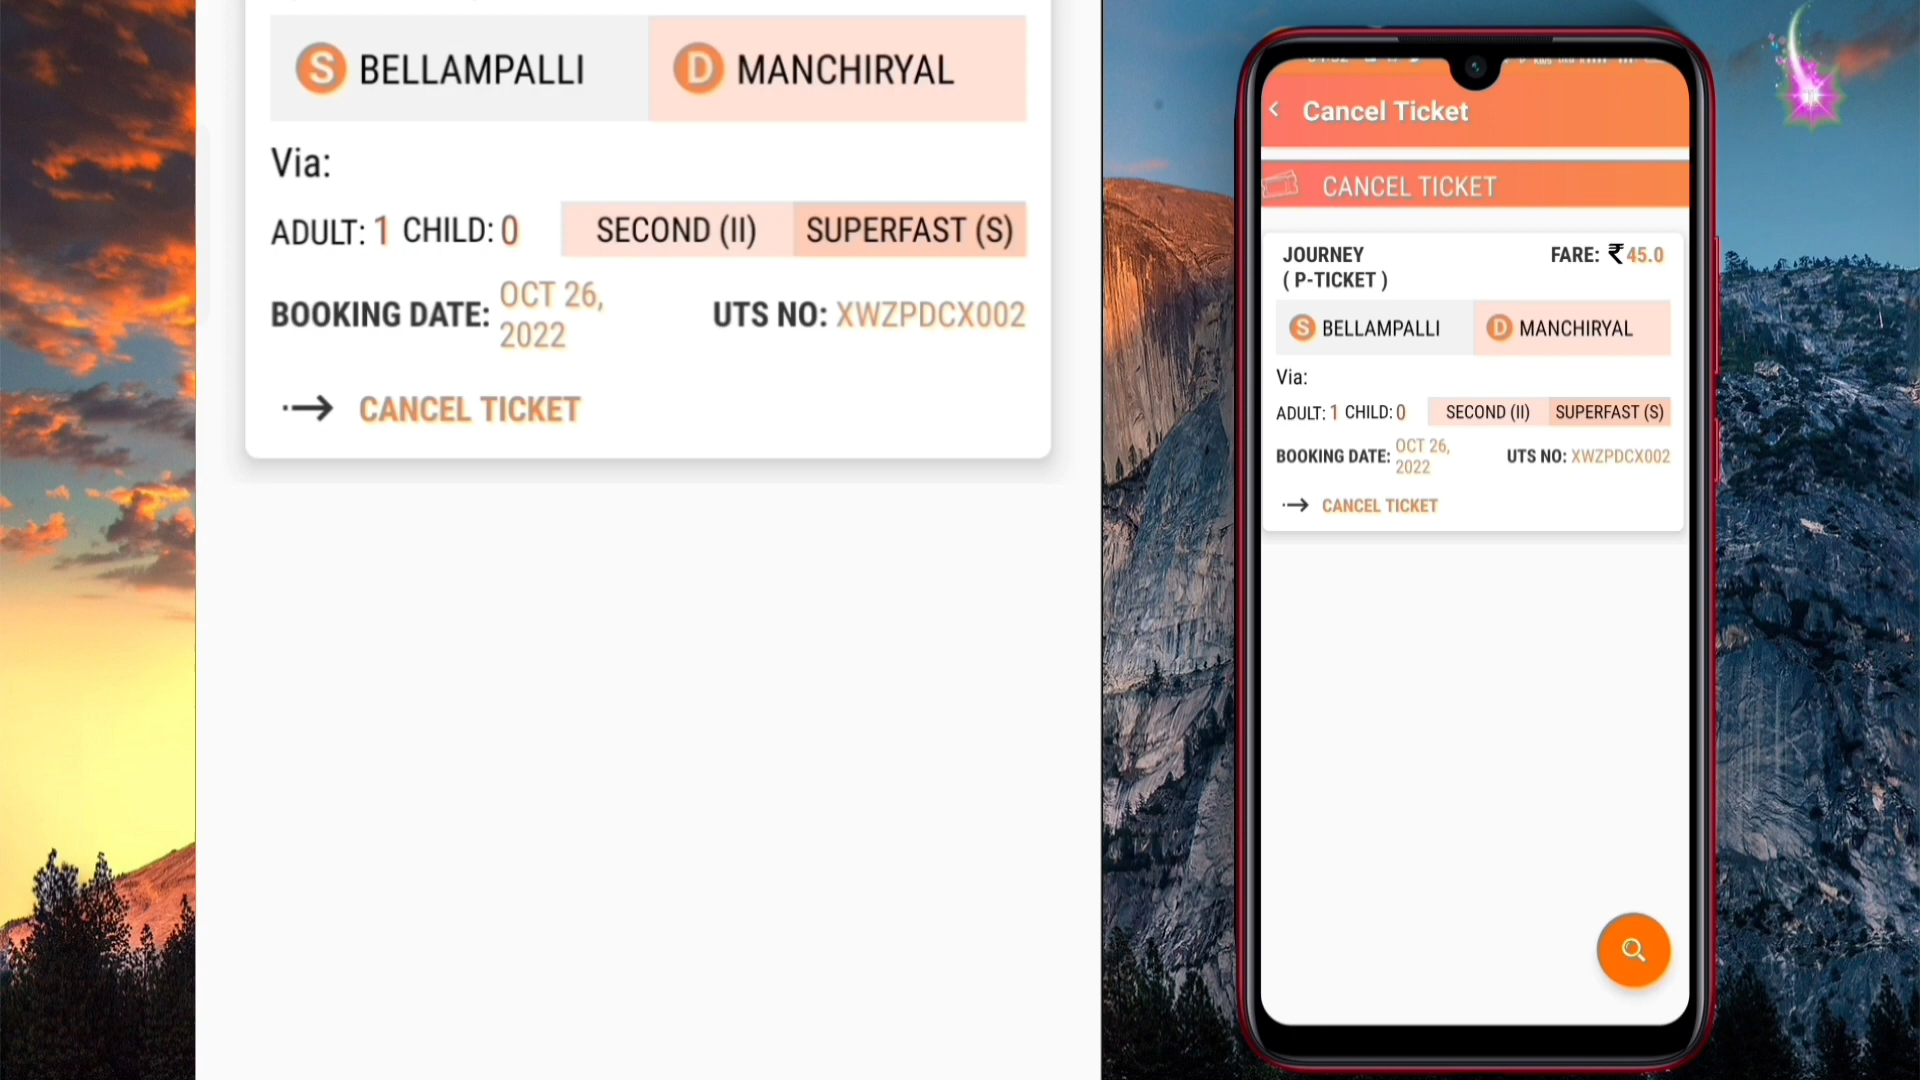 S BELLAMPALLI D MANCHIRYAL
Via:
ADULT: 1 CHILD: 0 SECOND (II) SUPERFAST (S)
BOOKING DATE: OCT 26, 2022 UTS NO: XWZPDCX002
CANCEL TICKET
Cancel Ticket
CANCEL TICKET
JOURNEY FARE: ₹45.0
( P-TICKET )
S BELLAMPALLI D MANCHIRYAL
Via:
ADULT: 1 CHILD: 0 SECOND (II) SUPERFAST (S)
BOOKING DATE: OCT 26, 2022 UTS NO: XWZPDCX002
CANCEL TICKET